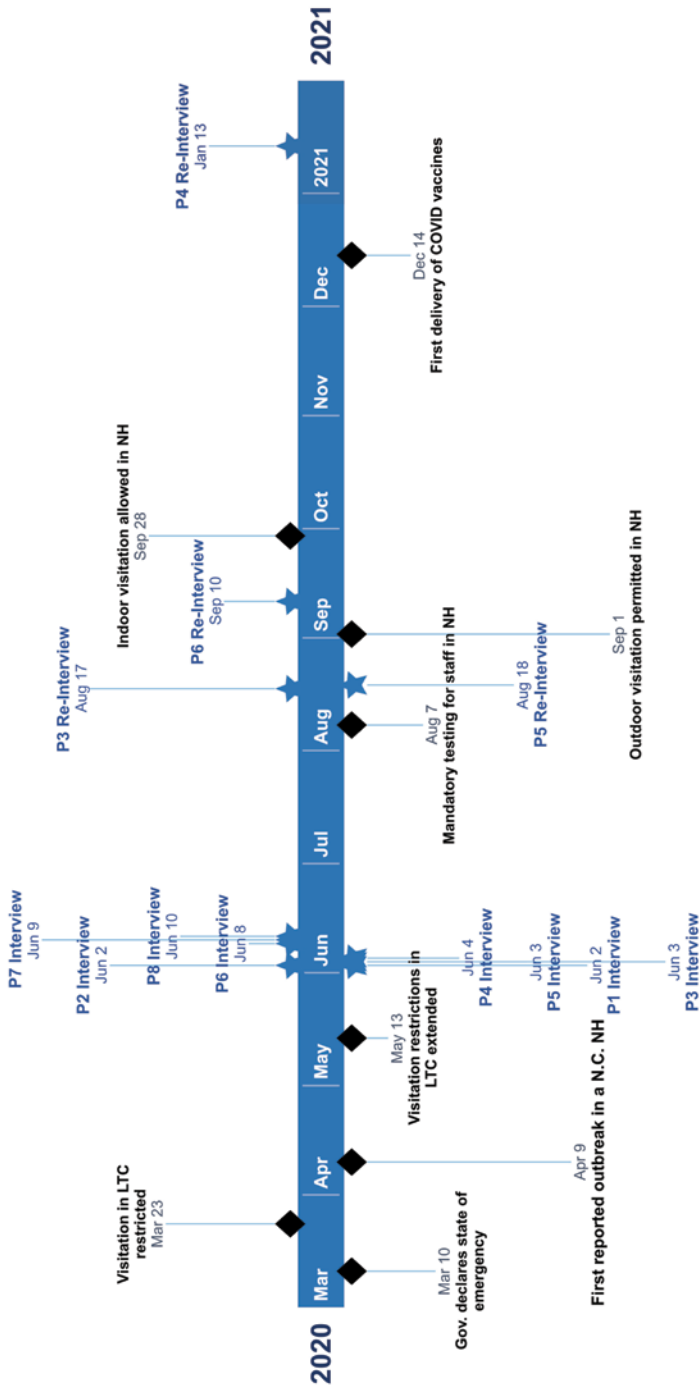 P7 Interview
Jun 9
P2 Interview
Jun 2
P8 Interview
Jun 10
P6 Interview
Jun 8
P3 Re-Interview
Aug 17
P6 Re-Interview
Sep 10
P4 Re-Interview
Jan 13
Visitation in LTC
restricted
Mar 23
Indoor visitation allowed in NH
Sep 28
2020
Mar
Apr
May
Jun
Jul
Aug
Sep
Oct
Nov
Dec
2021
2021
Mar 10
Gov. declares state of
emergency
Apr 9
First reported outbreak in a N.C. NH
May 13
Visitation restrictions in
LTC extended
Jun 4
P4 Interview
Jun 3
P5 Interview
Jun 2
P1 Interview
Jun 3
P3 Interview
Aug 7
Mandatory testing for staff in NH
Aug 18
P5 Re-Interview
Sep 1
Outdoor visitation permitted in NH
Dec 14
First delivery of COVID vaccines